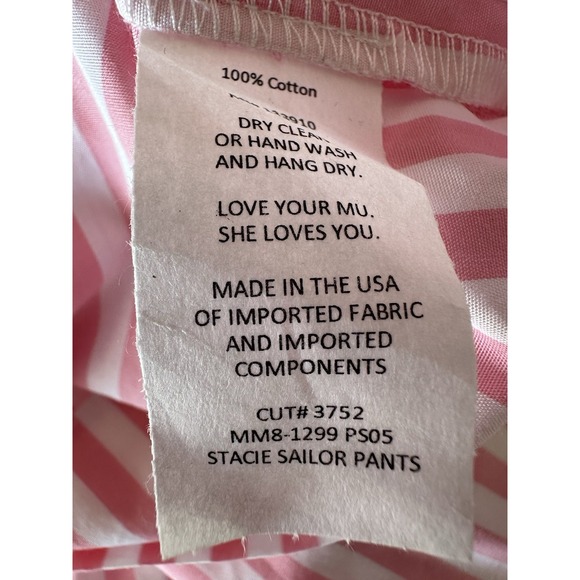 100% Cotton
DRY CLEAN
OR HAND WASH
AND HANG DRY.
LOVE YOUR MU.
SHE LOVES YOU.
MADE IN THE USA
OF IMPORTED FABRIC
AND IMPORTED
COMPONENTS
CUT# 3752
MM8-1299 PS05
STACIE SAILOR PANTS